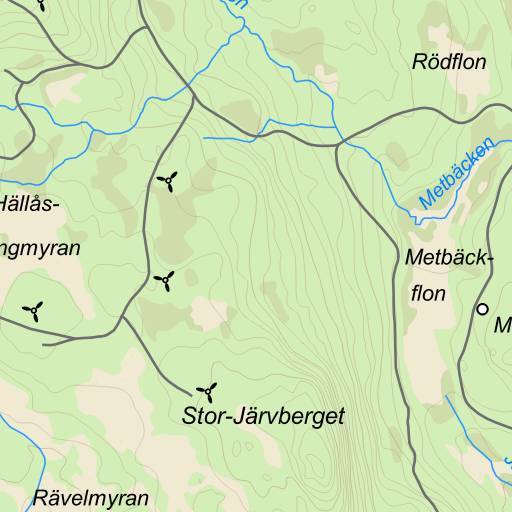 Rödflon
Metbäcken
Hällås-
ngmyran
Metbäck-
flon
M
Stor-Järvberget
Rävelmyran